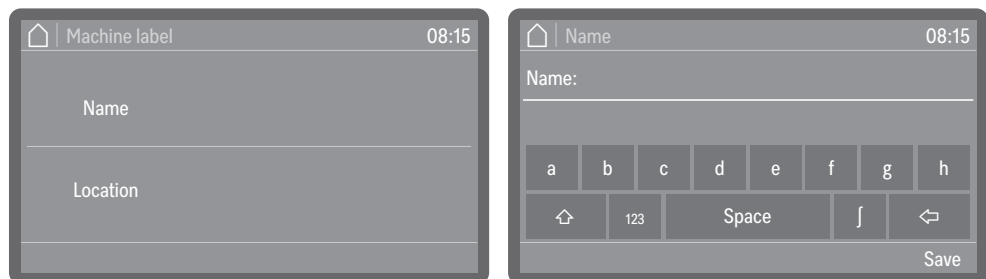 Machine label 08:15
Name
Location
Name 08:15
Name:
a b c d e f g h
123 Space ʃ
Save